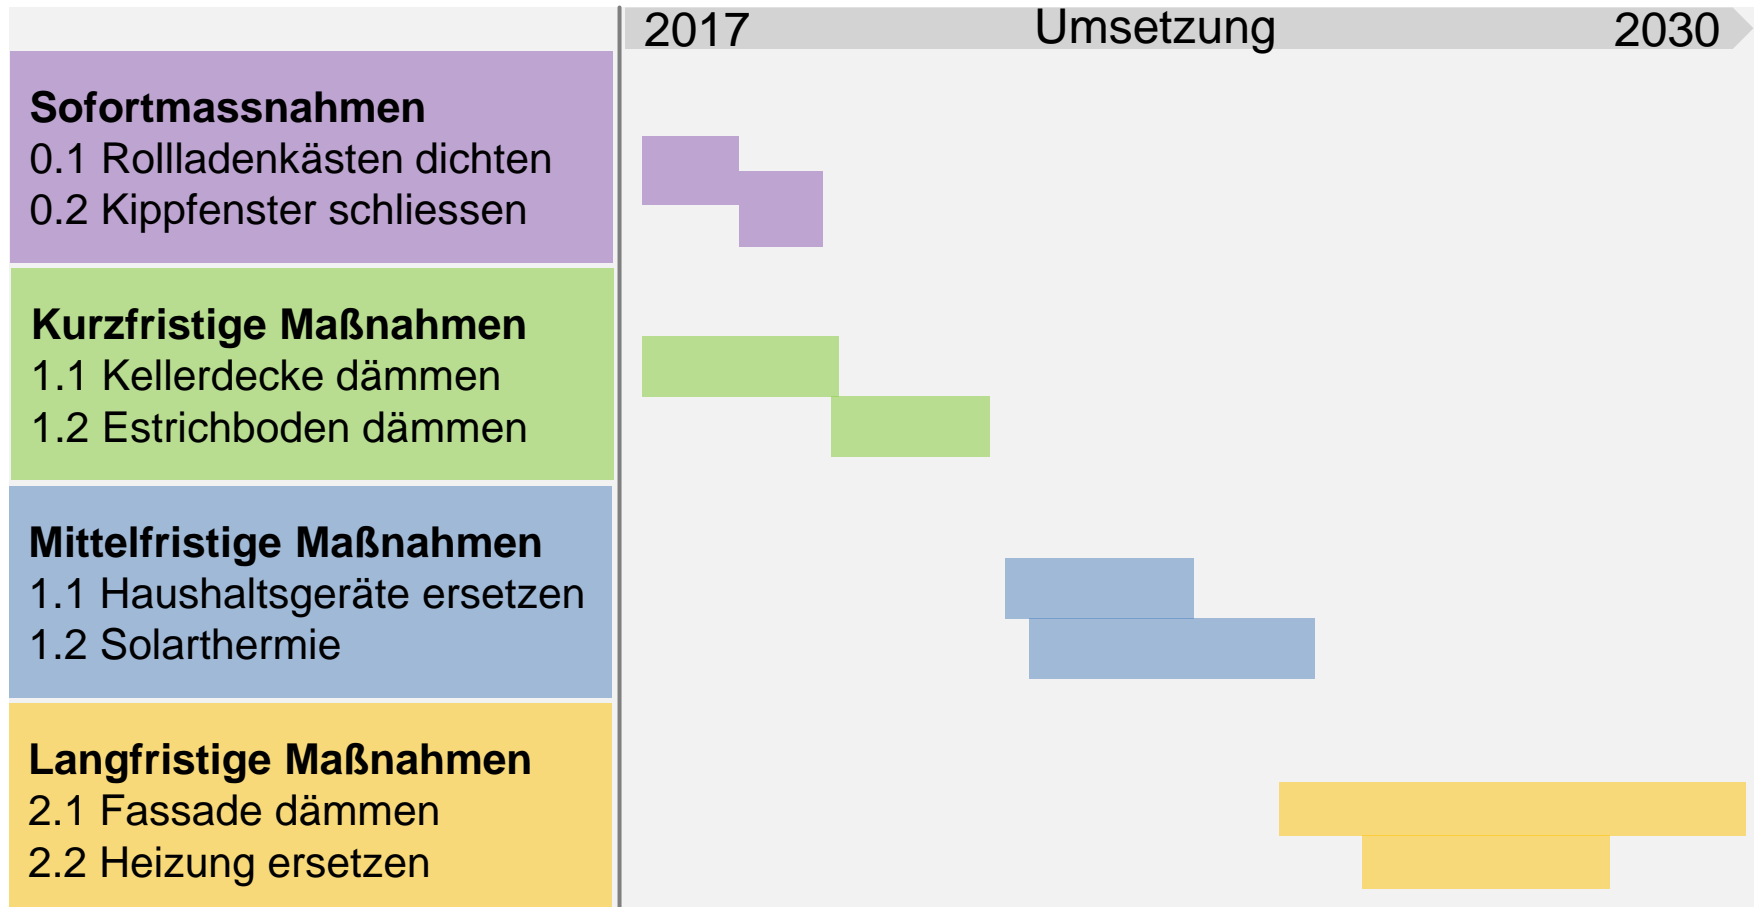 2017 Umsetzung 2030
Sofortmassnahmen
0.1 Rollladenkästen dichten
0.2 Kippfenster schliessen
Kurzfristige Maßnahmen
1.1 Kellerdecke dämmen
1.2 Estrichboden dämmen
Mittelfristige Maßnahmen
1.1 Haushaltsgeräte ersetzen
1.2 Solarthermie
Langfristige Maßnahmen
2.1 Fassade dämmen
2.2 Heizung ersetzen